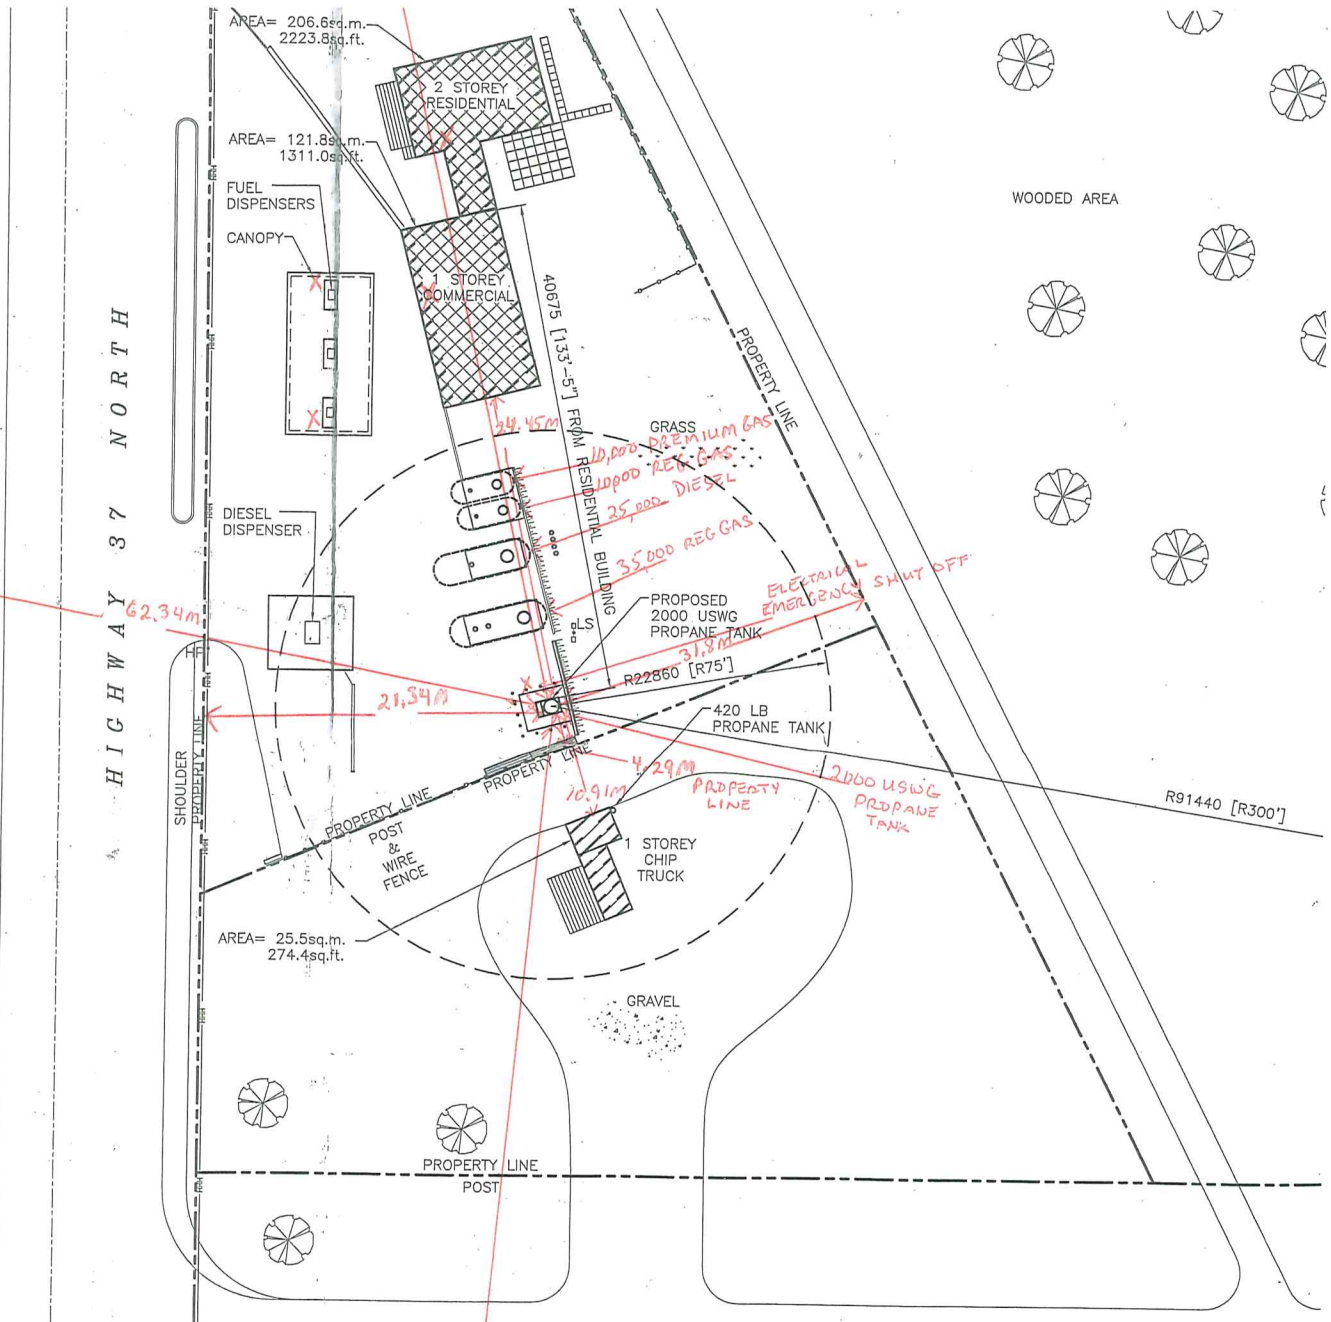 AREA= 206.6sq.m.
2223.8sq.ft.
2 STOREY
RESIDENTIAL
AREA= 121.8sq.m.
1311.0sq.ft.
FUEL
DISPENSERS
CANOPY
1 STOREY
COMMERCIAL
WOODED AREA
HIGHWAY 37 NORTH
40675 [133'-5"] FROM RESIDENTIAL BUILDING
PROPERTY LINE
24.45M
GRASS
10,000 PREMIUM GAS
10000 REG GAS
25,000 DIESEL
35,000 REG GAS
DIESEL
DISPENSER
ELECTRICAL
EMERGENCY SHUT OFF
62.34M
PROPOSED
2000 USWG
PROPANE TANK
LS
HP
31,8M
R22860 [R75']
21,34M
420 LB
PROPANE TANK
SHOULDER
PROPERTY LINE
PROPERTY LINE
4.29M
PROPERTY
LINE
10.91M
2000 USWG
PROPANE
TANK
R91440 [R300']
PROPERTY LINE
POST
&
WIRE
FENCE
1 STOREY
CHIP
TRUCK
AREA= 25.5sq.m.
274.4sq.ft.
GRAVEL
PROPERTY LINE
POST